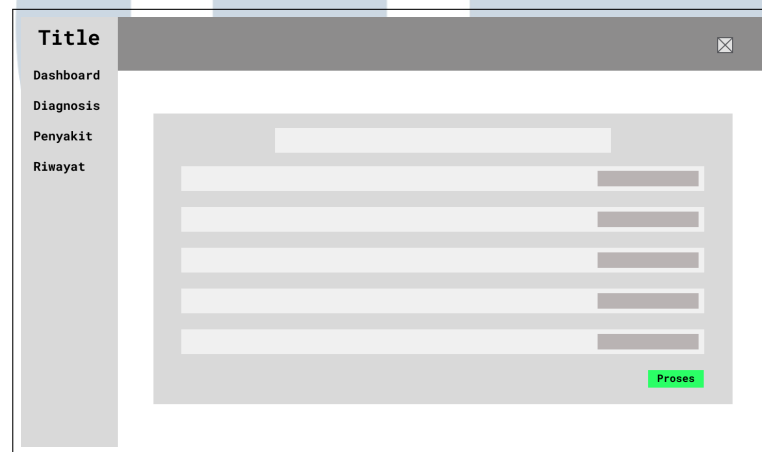 Title
Dashboard
Diagnosis
Penyakit
Riwayat
Proses